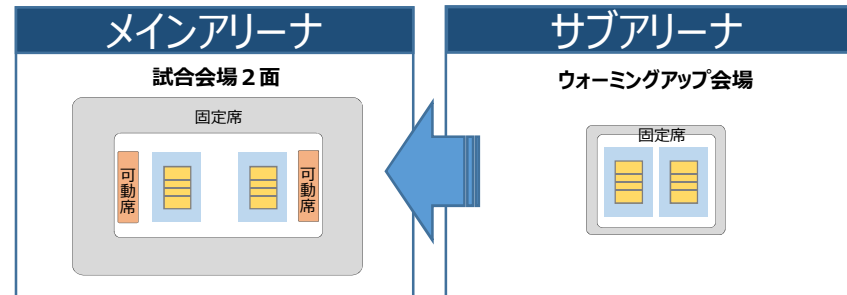 メインアリーナ
試合会場２面
固定席
可動席
可動席
サブアリーナ
ウォーミングアップ会場
固定席